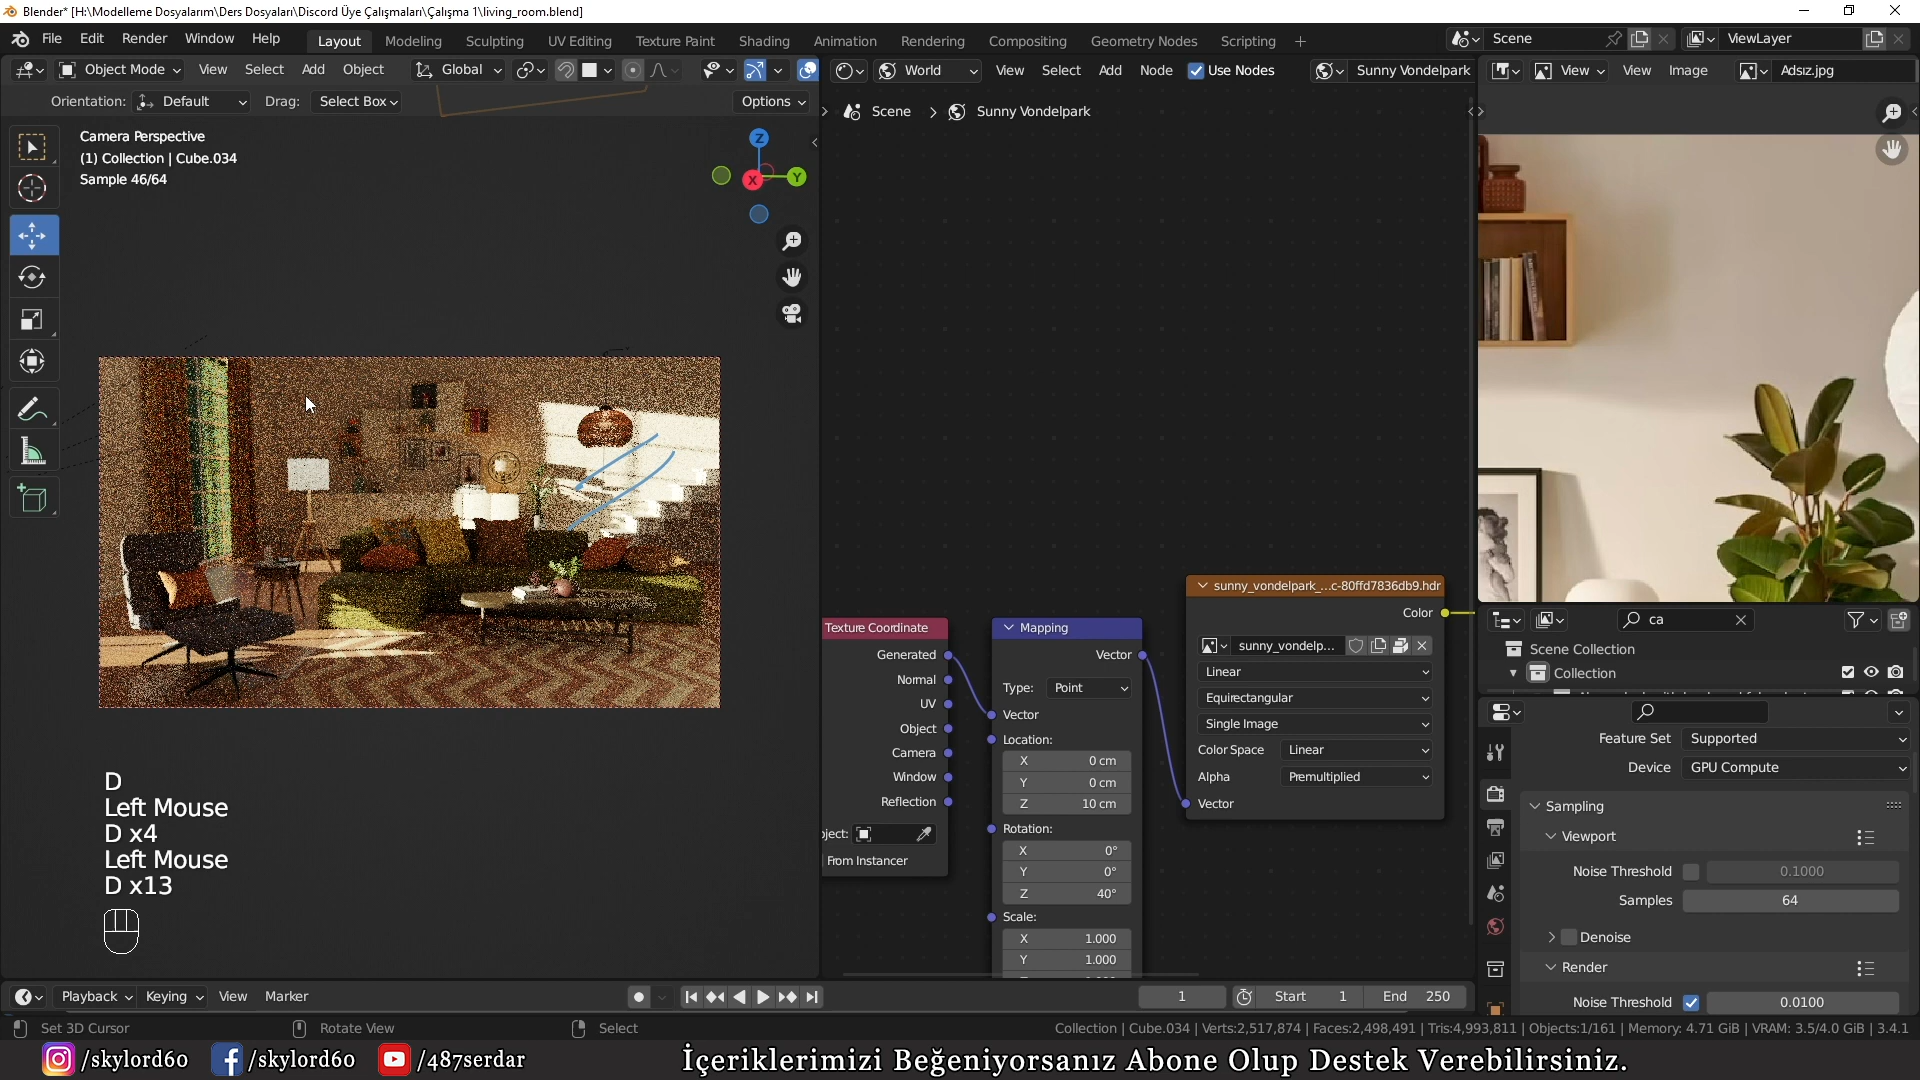 Blender* [H:\Modelleme Dosyalarım\Ders Dosyaları\Discord Üye Çalışmaları\Çalışma 1\living_room.blend]
File Edit Render Window Help Layout Modeling Sculpting UV Editing Texture Paint Shading Animation Rendering Compositing Geometry Nodes Scripting + Scene ViewLayer
Object Mode View Select Add Object Global World View Select Add Node Use Nodes Sunny Vondelpark View View Image Adsız.jpg
Orientation: Default Drag: Select Box Options
Scene > Sunny Vondelpark
Camera Perspective
(1) Collection | Cube.034
Sample 46/64
Z
X
Y
sunny_vondelpark_...c-80ffd7836db9.hdr
Color
sunny_vondelp...
Linear
Equirectangular
Single Image
Color Space Linear
Alpha Premultiplied
Vector
Texture Coordinate
Generated
Normal
UV
Object
Camera
Window
Reflection
bject:
From Instancer
Mapping
Vector
Type: Point
Vector
Location:
X 0 cm
Y 0 cm
Z 10 cm
Rotation:
X 0°
Y 0°
Z 40°
Scale:
X 1.000
Y 1.000
ca
Scene Collection
Collection
Feature Set Supported
Device GPU Compute
Sampling
Viewport
Noise Threshold 0.1000
Samples 64
Denoise
Render
Noise Threshold 0.0100
D
Left Mouse
D x4
Left Mouse
D x13
Playback Keying View Marker 1 Start 1 End 250
Set 3D Cursor Rotate View Select Collection | Cube.034 | Verts:2,517,874 | Faces:2,498,491 | Tris:4,993,811 | Objects:1/161 | Memory: 4.71 GiB | VRAM: 3.5/4.0 GiB | 3.4.1
/skylord60 /skylord60 /487serdar İçeriklerimizi Beğeniyorsanız Abone Olup Destek Verebilirsiniz.